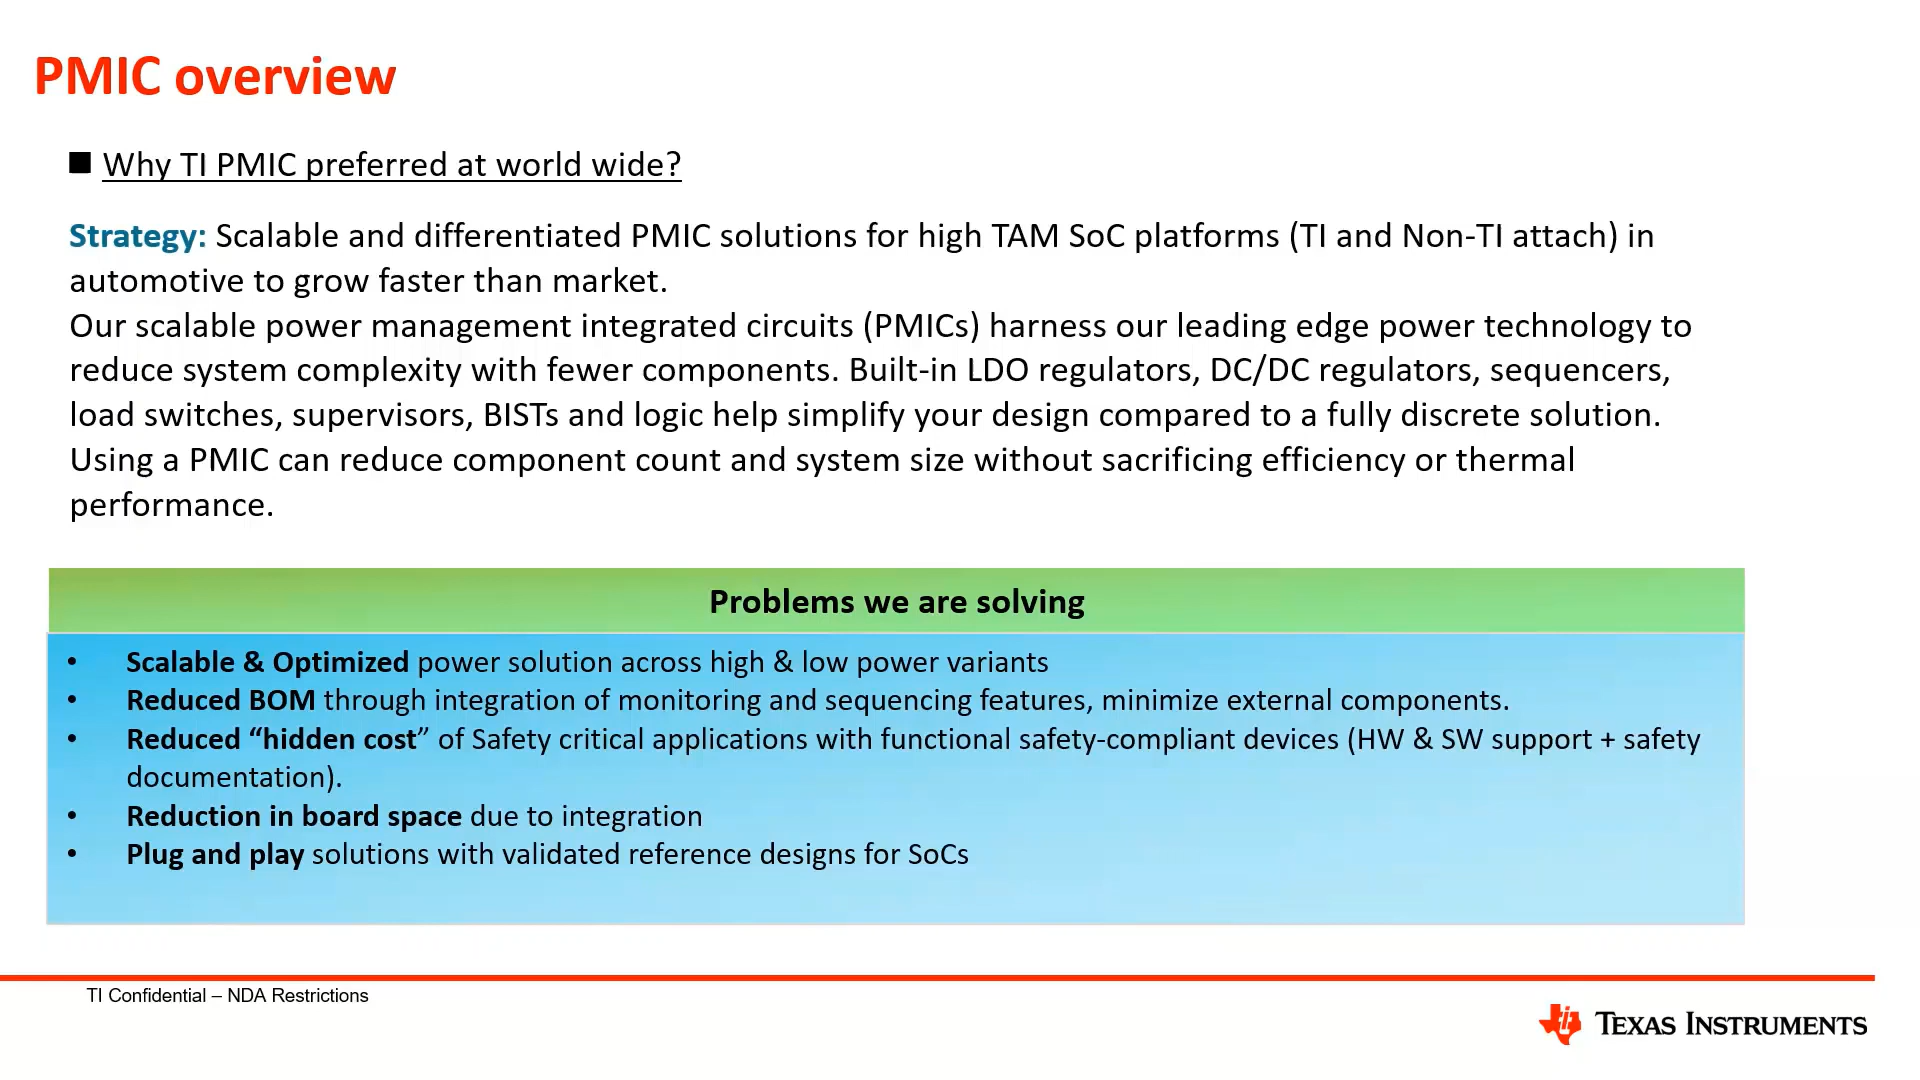 PMIC overview
■ Why TI PMIC preferred at world wide?
Strategy: Scalable and differentiated PMIC solutions for high TAM SoC platforms (TI and Non-TI attach) in
automotive to grow faster than market.
Our scalable power management integrated circuits (PMICs) harness our leading edge power technology to
reduce system complexity with fewer components. Built-in LDO regulators, DC/DC regulators, sequencers,
load switches, supervisors, BISTs and logic help simplify your design compared to a fully discrete solution.
Using a PMIC can reduce component count and system size without sacrificing efficiency or thermal
performance.
Problems we are solving
• Scalable & Optimized power solution across high & low power variants
• Reduced BOM through integration of monitoring and sequencing features, minimize external components.
• Reduced “hidden cost” of Safety critical applications with functional safety-compliant devices (HW & SW support + safety
documentation).
• Reduction in board space due to integration
• Plug and play solutions with validated reference designs for SoCs
TI Confidential – NDA Restrictions
TEXAS INSTRUMENTS